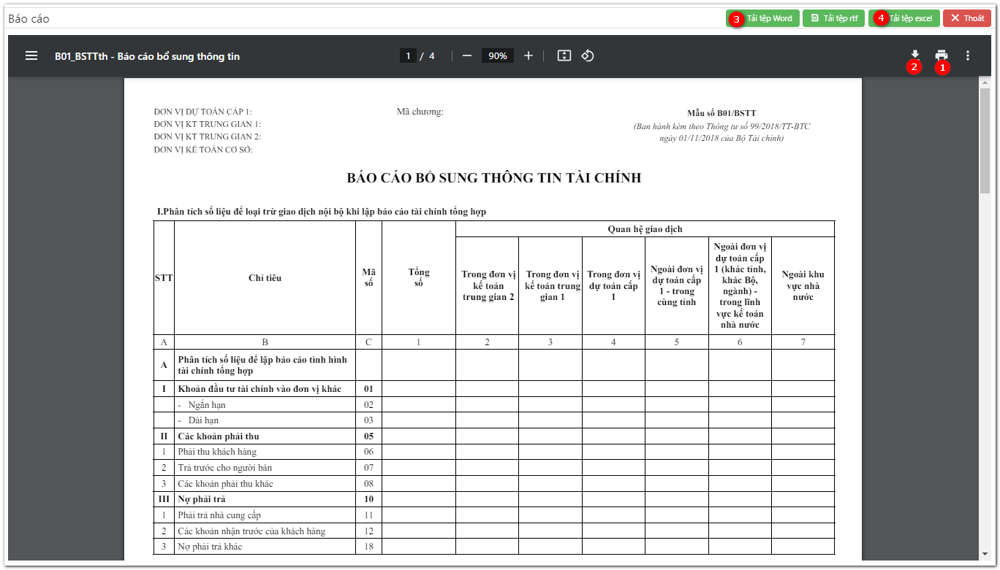 Báo cáo
3 Tải tệp Word
Tải tệp rtf
4 Tải tệp excel
Thoát
B01_BSTTth - Báo cáo bổ sung thông tin
1 / 4
90%
2
1
ĐƠN VỊ DỰ TOÁN CẤP 1:
Mã chương:
Mẫu số B01/BSTT
ĐƠN VỊ KT TRUNG GIAN 1:
(Ban hành kèm theo Thông tư số 99/2018/TT-BTC
ĐƠN VỊ KT TRUNG GIAN 2:
ngày 01/11/2018 của Bộ Tài chính)
ĐƠN VỊ KẾ TOÁN CƠ SỞ:
BÁO CÁO BỔ SUNG THÔNG TIN TÀI CHÍNH
I.Phân tích số liệu để loại trừ giao dịch nội bộ khi lập báo cáo tài chính tổng hợp
STT
Chỉ tiêu
Mã
số
Tổng
số
Quan hệ giao dịch
Trong đơn vị
kế toán
trung gian 2
Trong đơn vị
kế toán trung
gian 1
Trong đơn vị
dự toán cấp
1
Ngoài đơn vị
dự toán cấp
1 - trong
cùng tỉnh
Ngoài đơn vị
dự toán cấp
1 (khác tỉnh,
khác Bộ,
ngành) -
trong lĩnh
vực kế toán
nhà nước
Ngoài khu
vực nhà
nước
A B C 1 2 3 4 5 6 7
A Phân tích số liệu để lập báo cáo tình hình
tài chính tổng hợp
I Khoản đầu tư tài chính vào đơn vị khác 01
- Ngắn hạn 02
- Dài hạn 03
II Các khoản phải thu 05
1 Phải thu khách hàng 06
2 Trả trước cho người bán 07
3 Các khoản phải thu khác 08
III Nợ phải trả 10
1 Phải trả nhà cung cấp 11
2 Các khoản nhận trước của khách hàng 12
3 Nợ phải trả khác 18